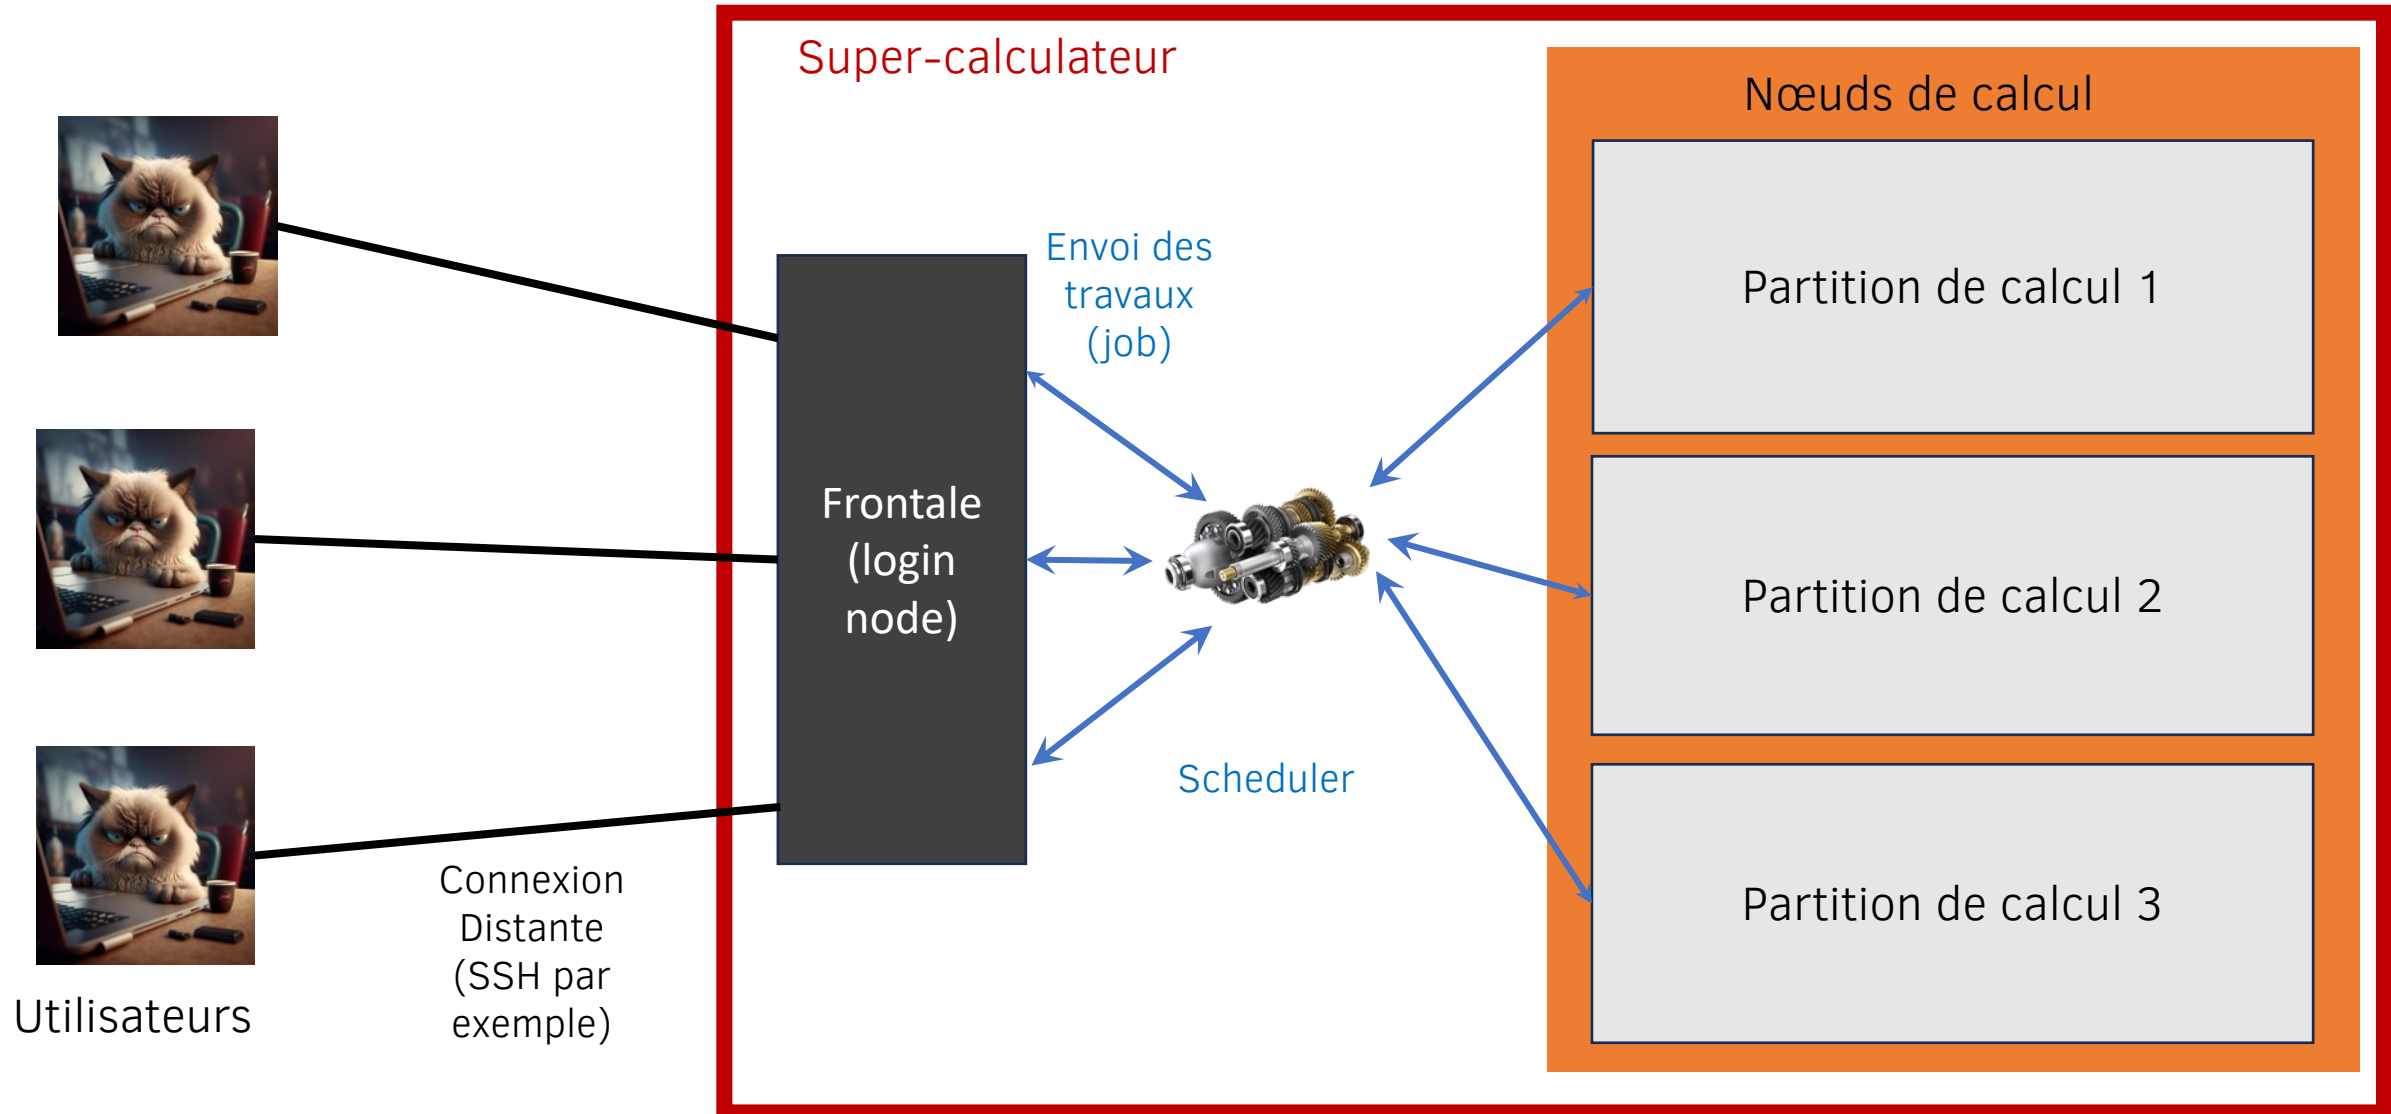 Super-calculateur
Nœuds de calcul
Partition de calcul 1
Envoi des
travaux
(job)
Frontale
(login
node)
Partition de calcul 2
Scheduler
Partition de calcul 3
Connexion
Distante
(SSH par
exemple)
Utilisateurs